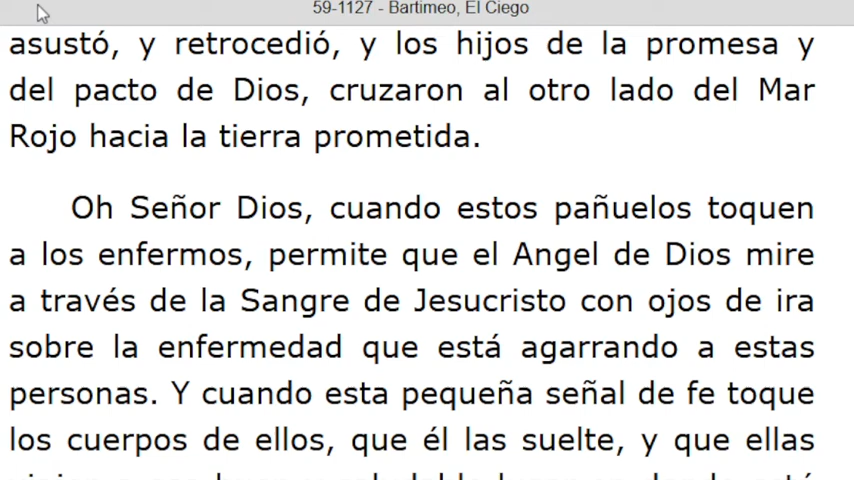 59-1127 - Bartimeo, El Ciego
asustó, y retrocedió, y los hijos de la promesa y
del pacto de Dios, cruzaron al otro lado del Mar
Rojo hacia la tierra prometida.
Oh Señor Dios, cuando estos pañuelos toquen
a los enfermos, permite que el Angel de Dios mire
a través de la Sangre de Jesucristo con ojos de ira
sobre la enfermedad que está agarrando a estas
personas. Y cuando esta pequeña señal de fe toque
los cuerpos de ellos, que él las suelte, y que ellas